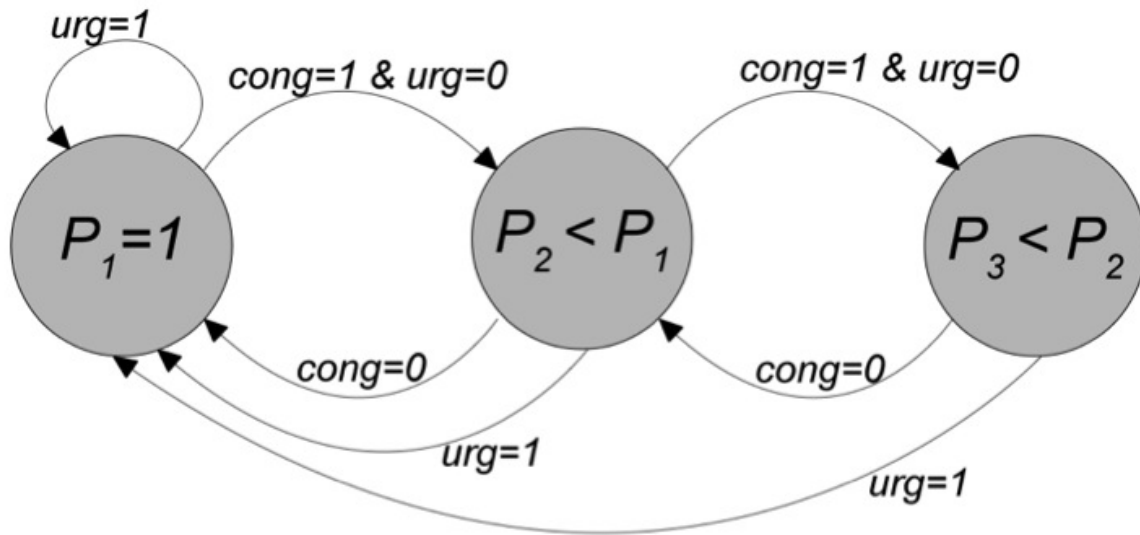 urg=1
cong=1 & urg=0
cong=1 & urg=0
P₁=1
P₂ < P₁
P₃ < P₂
cong=0
cong=0
urg=1
urg=1